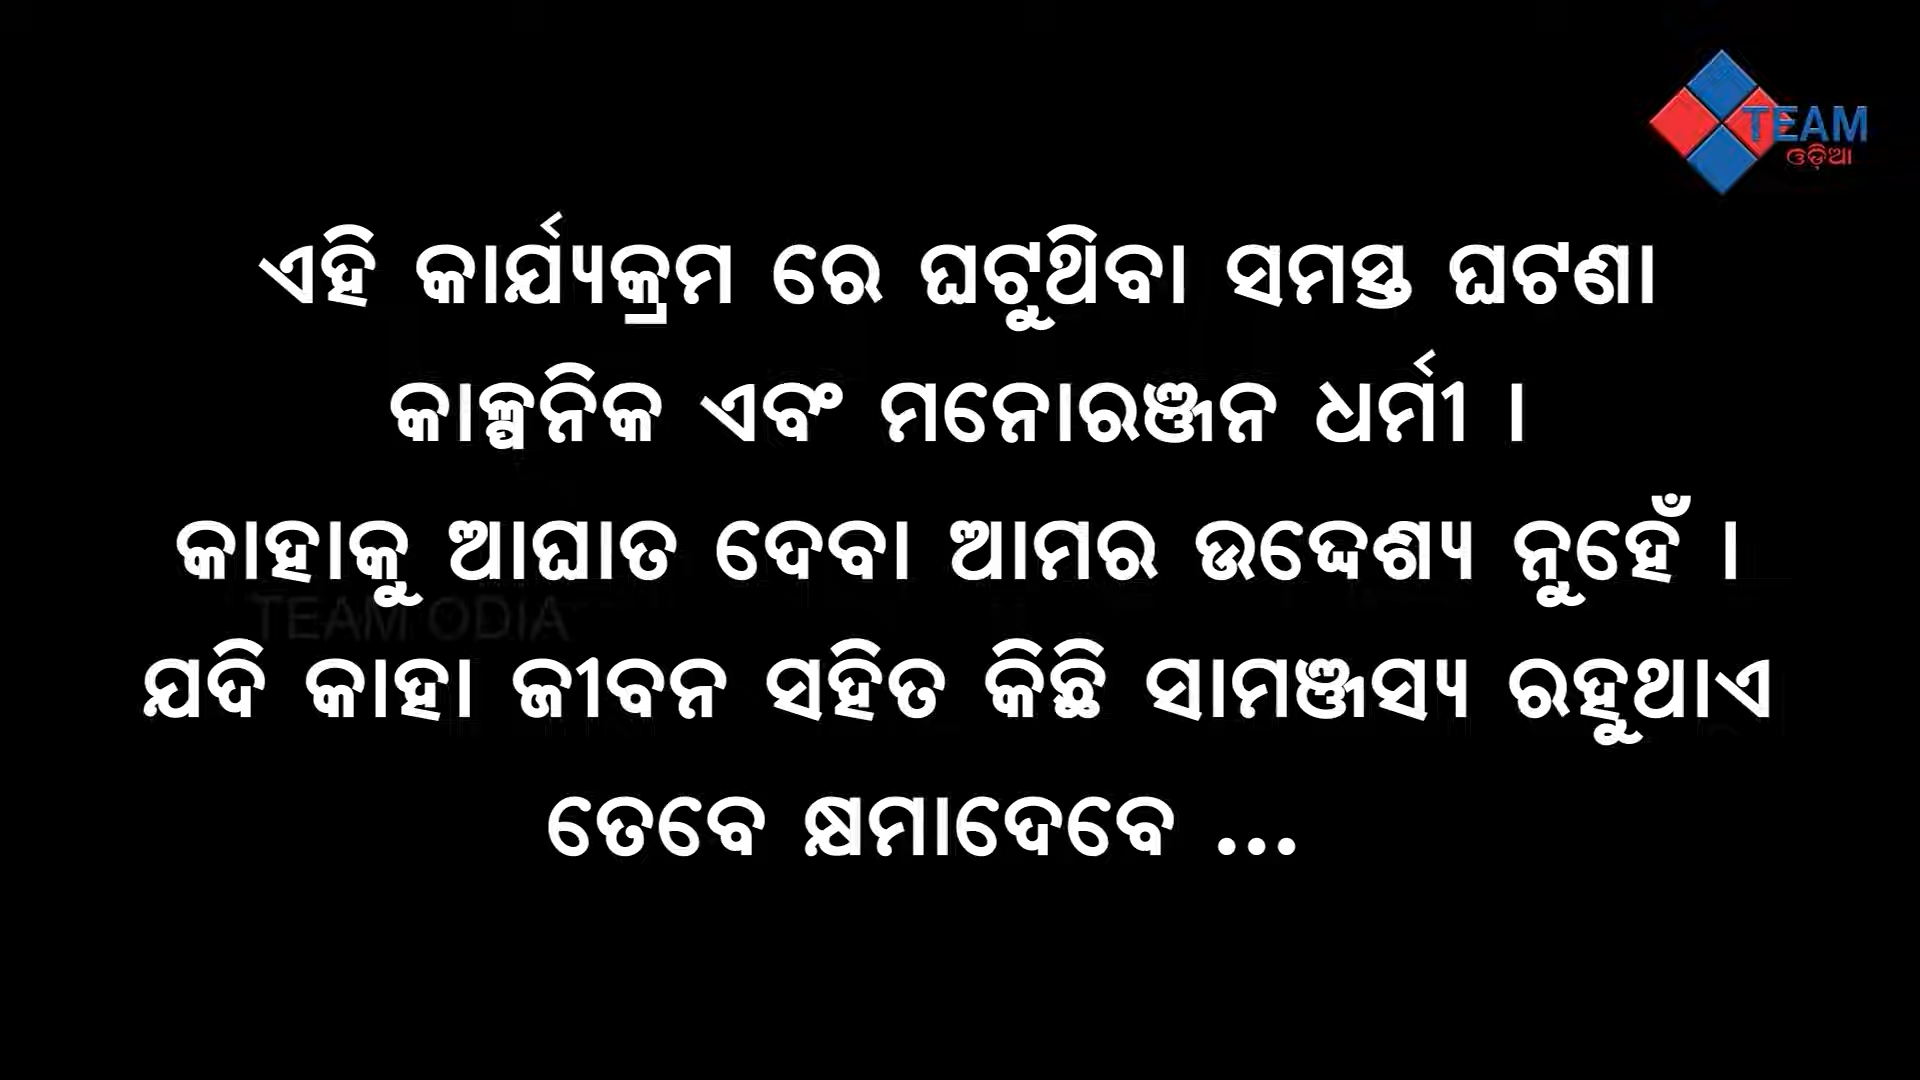 TEAM
ଓଡ଼ିଆ
ଏହି କାର୍ଯ୍ୟକ୍ରମ ରେ ଘଟୁଥିବା ସମସ୍ତ ଘଟଣା
କାଳ୍ପନିକ ଏବଂ ମନୋରଞ୍ଜନ ଧର୍ମୀ ।
କାହାକୁ ଆଘାତ ଦେବା ଆମର ଉଦ୍ଦେଶ୍ୟ ନୁହେଁ ।
TEAM ODIA
ଯଦି କାହା ଜୀବନ ସହିତ କିଛି ସାମଞ୍ଜସ୍ୟ ରହୁଥାଏ
ତେବେ କ୍ଷମାଦେବେ ...